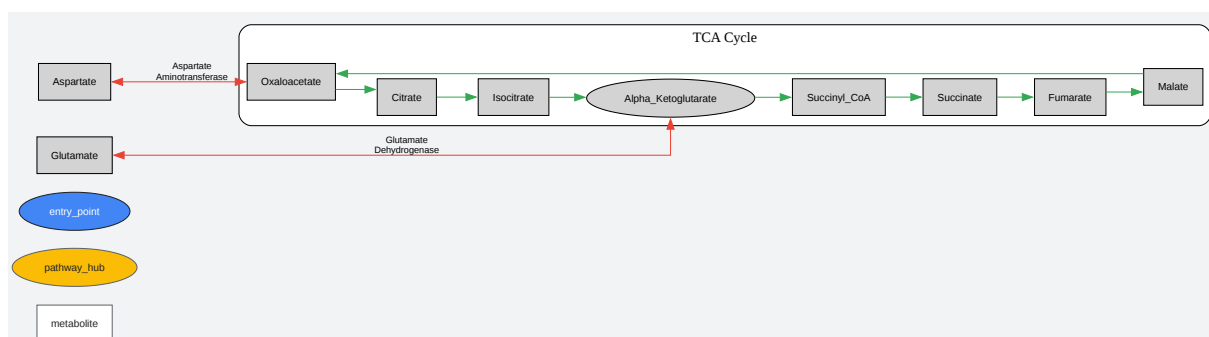 TCA Cycle
Aspartate
Aspartate
Aminotransferase
Oxaloacetate
Citrate
Isocitrate
Alpha_Ketoglutarate
Succinyl_CoA
Succinate
Fumarate
Malate
Glutamate
Glutamate
Dehydrogenase
entry_point
pathway_hub
metabolite